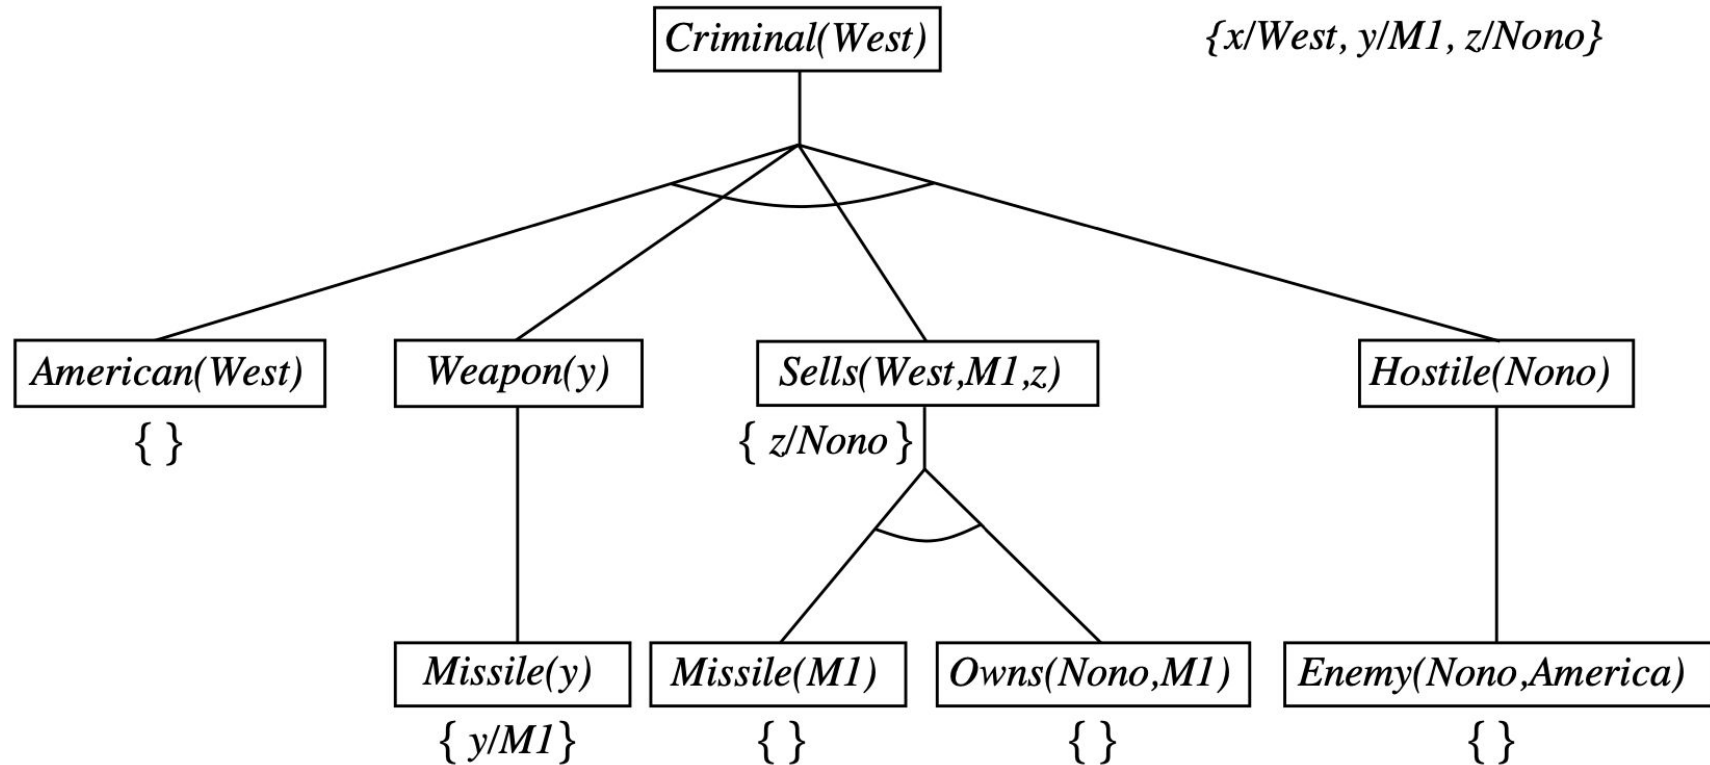 Criminal(West)
{x/West, y/M1, z/Nono}
American(West)
Weapon(y)
Sells(West,M1,z)
Hostile(Nono)
{ }
{ z/Nono }
Missile(y)
Missile(M1)
Owns(Nono,M1)
Enemy(Nono,America)
{ y/M1}
{ }
{ }
{ }